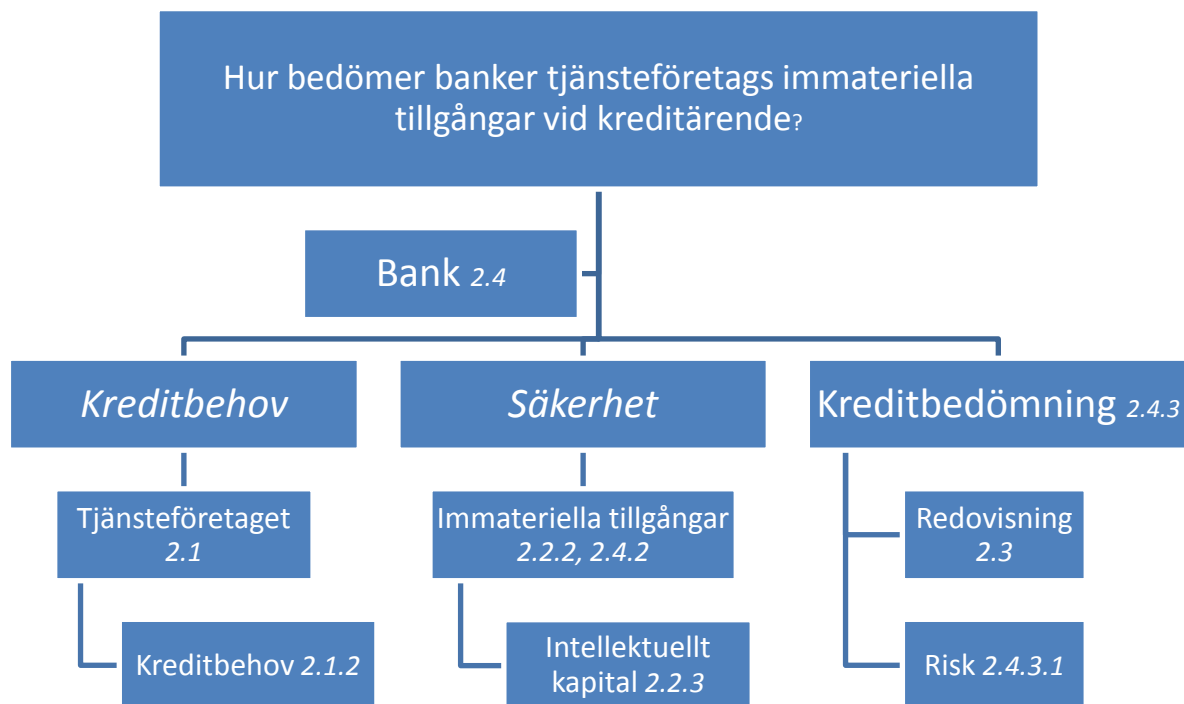 Hur bedömer banker tjänsteföretags immateriella
tillgångar vid kreditärende?
Bank 2.4
Kreditbehov
Säkerhet
Kreditbedömning 2.4.3
Tjänsteföretaget
2.1
Immateriella tillgångar
2.2.2, 2.4.2
Redovisning
2.3
Kreditbehov 2.1.2
Intellektuellt
kapital 2.2.3
Risk 2.4.3.1